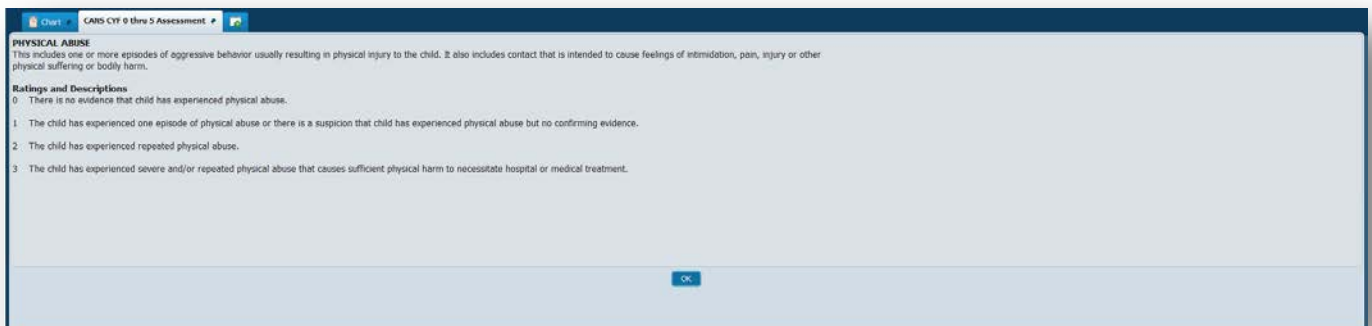 Chart
CANS CYF 0 thru 5 Assessment
PHYSICAL ABUSE
This includes one or more episodes of aggressive behavior usually resulting in physical injury to the child. It also includes contact that is intended to cause feelings of intimidation, pain, injury or other
physical suffering or bodily harm.
Ratings and Descriptions
0 There is no evidence that child has experienced physical abuse.
1 The child has experienced one episode of physical abuse or there is a suspicion that child has experienced physical abuse but no confirming evidence.
2 The child has experienced repeated physical abuse.
3 The child has experienced severe and/or repeated physical abuse that causes sufficient physical harm to necessitate hospital or medical treatment.
OK